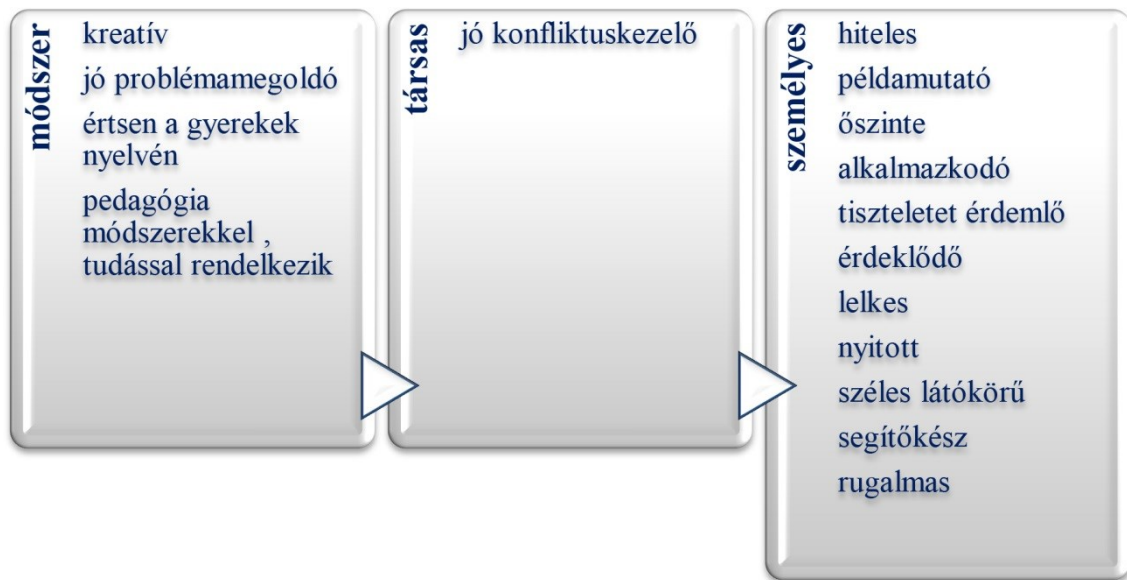 módszer
kreatív
jó problémamegoldó
értsen a gyerekek
nyelvén
pedagógia
módszerekkel ,
tudással rendelkezik
társas
jó konfliktuskezelő
személyes
hiteles
példamutató
őszinte
alkalmazkodó
tiszteletet érdemlő
érdeklődő
lelkes
nyitott
széles látókörű
segítőkész
rugalmas